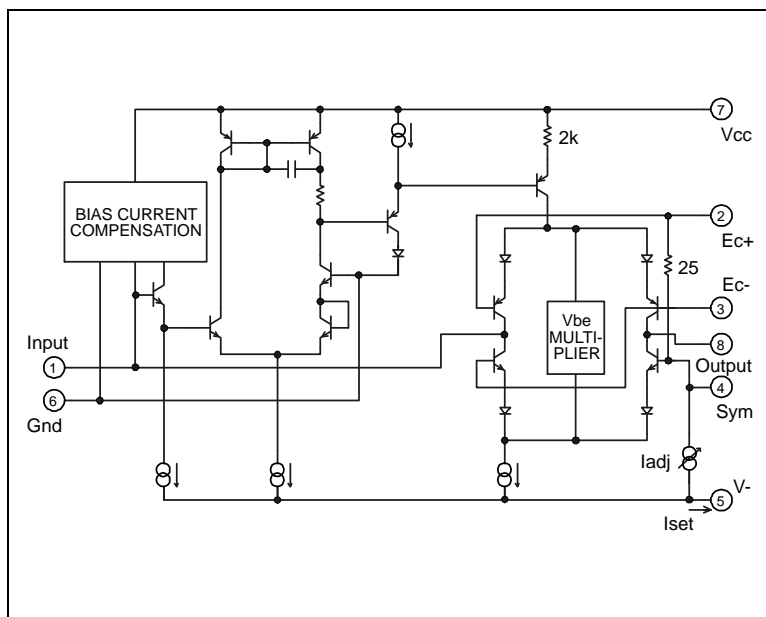 7
Vcc
2k
BIAS CURRENT
COMPENSATION
2
Ec+
25
Ec-
3
Vbe
MULTI-
PLIER
8
Output
Input
1
4
Sym
6
Gnd
Iadj
V-
5
Iset